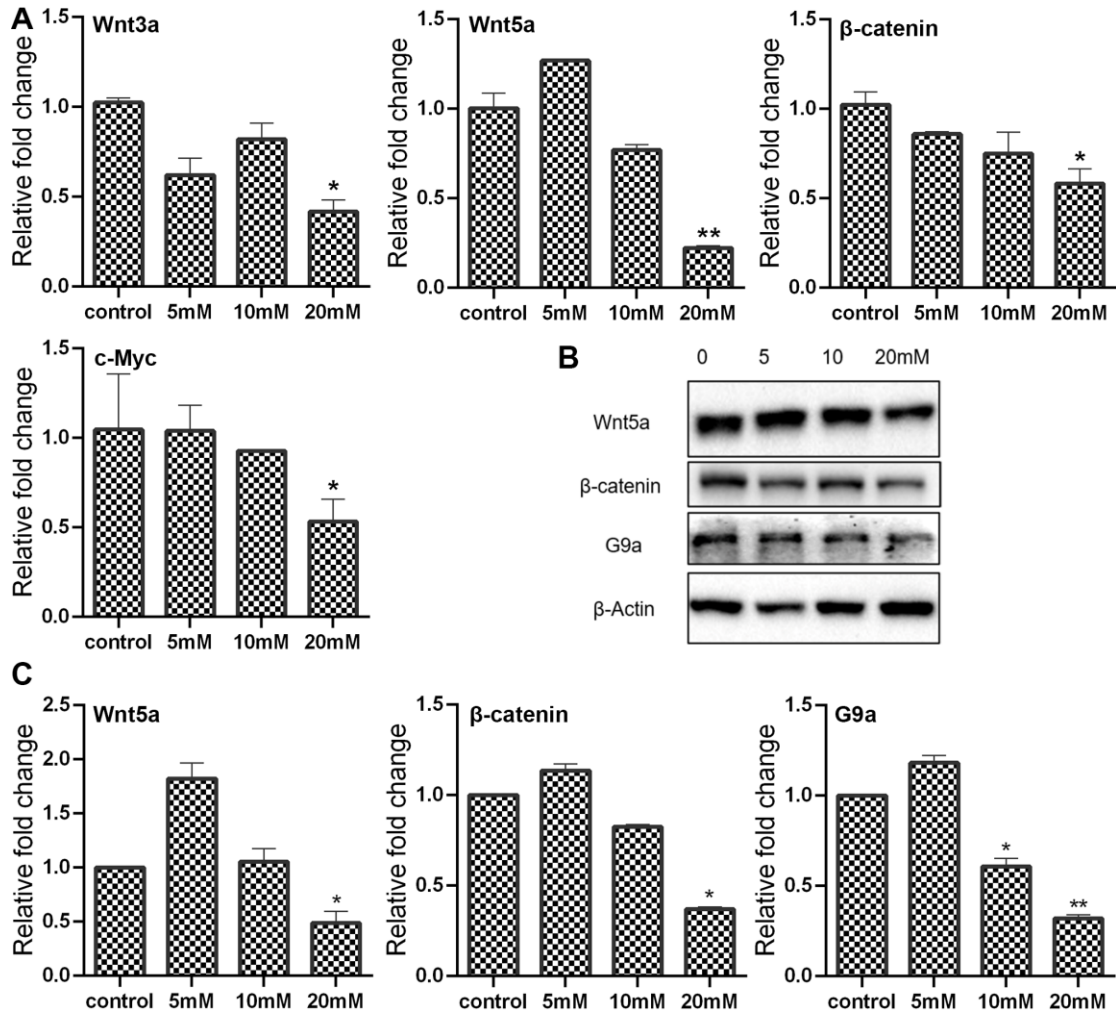 A
Wnt3a
Relative fold change
1.5
1.0
0.5
0.0
*
control 5mM 10mM 20mM
Wnt5a
Relative fold change
1.5
1.0
0.5
0.0
**
control 5mM 10mM 20mM
β-catenin
Relative fold change
1.5
1.0
0.5
0.0
*
control 5mM 10mM 20mM
c-Myc
Relative fold change
1.5
1.0
0.5
0.0
*
control 5mM 10mM 20mM
B
0 5 10 20mM
Wnt5a
β-catenin
G9a
β-Actin
C
Wnt5a
Relative fold change
2.5
2.0
1.5
1.0
0.5
0.0
*
control 5mM 10mM 20mM
β-catenin
Relative fold change
1.5
1.0
0.5
0.0
*
control 5mM 10mM 20mM
G9a
Relative fold change
1.5
1.0
0.5
0.0
*
**
control 5mM 10mM 20mM